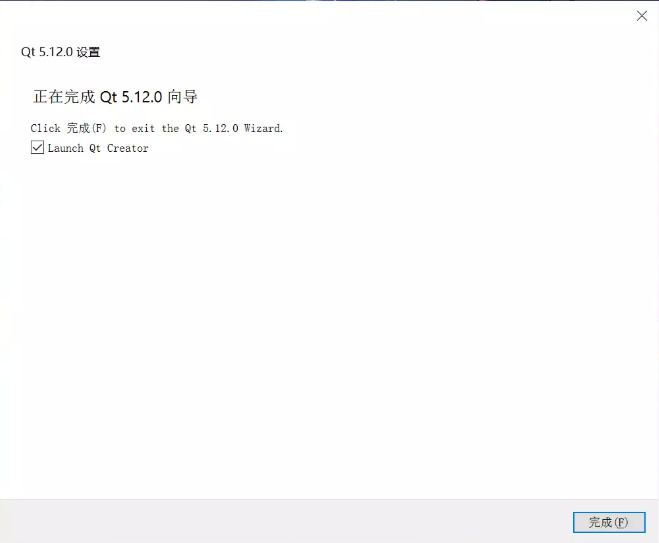 Qt 5.12.0 设置
正在完成 Qt 5.12.0 向导
Click 完成(F) to exit the Qt 5.12.0 Wizard.
Launch Qt Creator
完成(F)